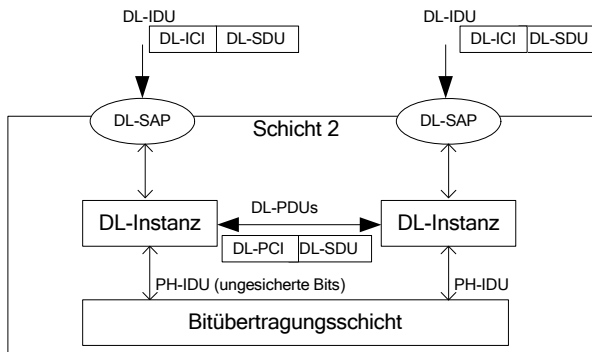 DL-IDU DL-IDU
DL-ICI DL-SDU DL-ICI DL-SDU
DL-SAP Schicht 2 DL-SAP
DL-Instanz DL-PDUs DL-Instanz
DL-PCI DL-SDU
PH-IDU (ungesicherte Bits) PH-IDU
Bitübertragungsschicht